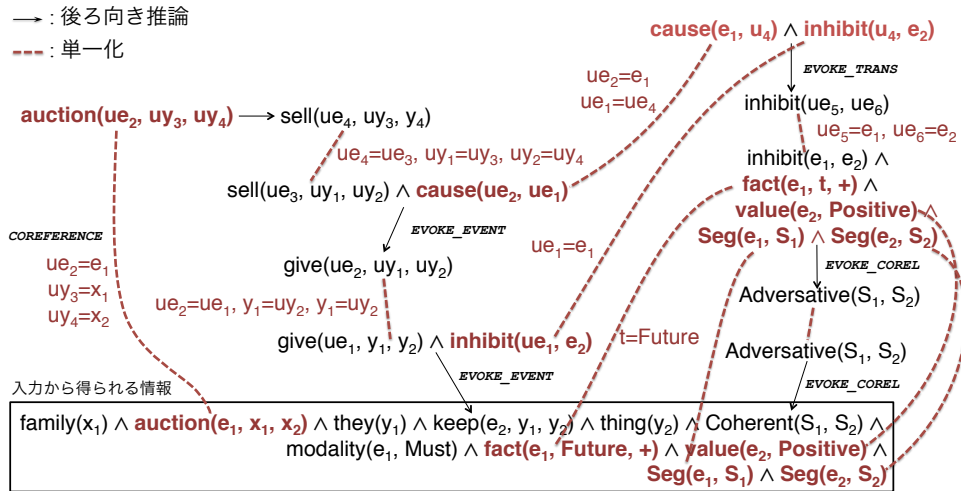 → : 後ろ向き推論
--- : 単一化
cause(e₁, u₄) ∧ inhibit(u₄, e₂)
EVOKE_TRANS
ue₂=e₁
ue₁=ue₄
inhibit(ue₅, ue₆)
auction(ue₂, uy₃, uy₄)
sell(ue₄, uy₃, y₄)
ue₅=e₁, ue₆=e₂
ue₄=ue₃, uy₁=uy₃, uy₂=uy₄
inhibit(e₁, e₂) ∧
sell(ue₃, uy₁, uy₂) ∧ cause(ue₂, ue₁)
fact(e₁, t, +) ∧
value(e₂, Positive) ∧
COREFERENCE
EVOKE_EVENT
ue₁=e₁
Seg(e₁, S₁) ∧ Seg(e₂, S₂)
give(ue₂, uy₁, uy₂)
EVOKE_COREL
ue₂=e₁
uy₃=x₁
uy₄=x₂
ue₂=ue₁, y₁=uy₂, y₁=uy₂
Adversative(S₁, S₂)
give(ue₁, y₁, y₂) ∧ inhibit(ue₁, e₂)
t=Future
Adversative(S₁, S₂)
EVOKE_EVENT
EVOKE_COREL
入力から得られる情報
family(x₁) ∧ auction(e₁, x₁, x₂) ∧ they(y₁) ∧ keep(e₂, y₁, y₂) ∧ thing(y₂) ∧ Coherent(S₁, S₂) ∧
modality(e₁, Must) ∧ fact(e₁, Future, +) ∧ value(e₂, Positive) ∧
Seg(e₁, S₁) ∧ Seg(e₂, S₂)